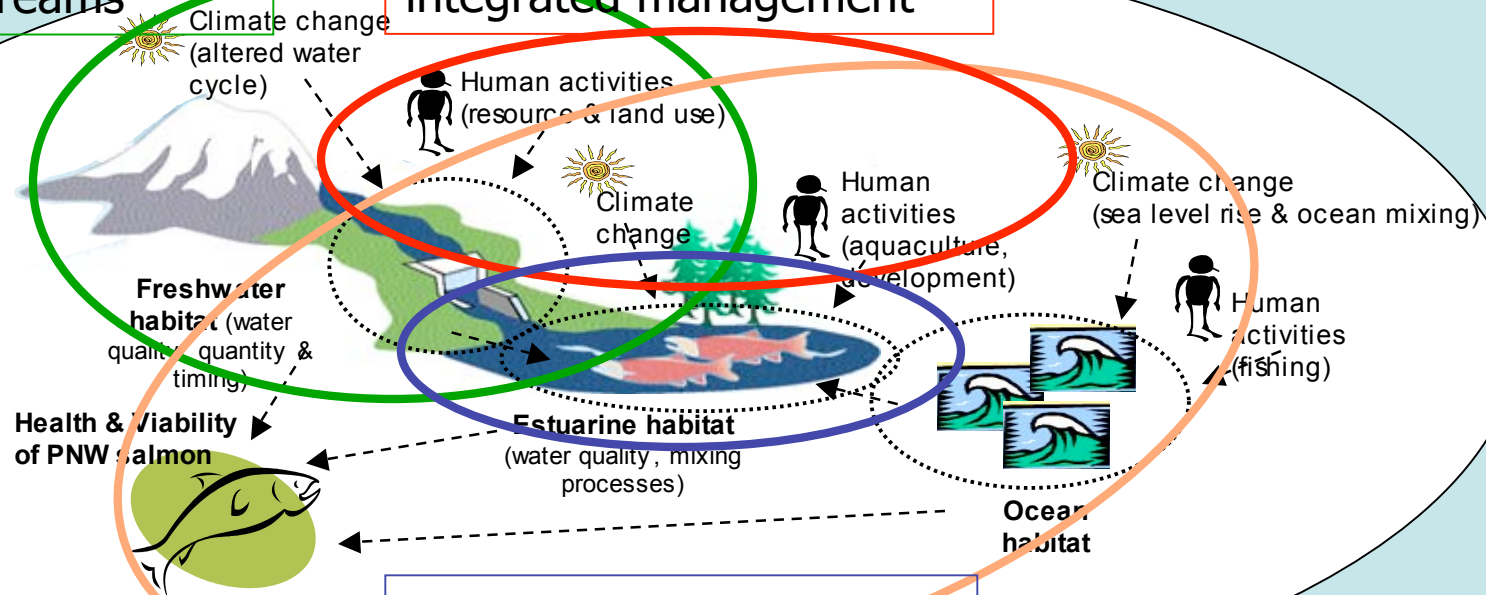 integrated management
Climate change
(altered water
cycle)
Human activities
(resource & land use)
Climate
change
Human
activities
(aquaculture,
development)
Climate change
(sea level rise & ocean mixing)
Human
activities
(fishing)
Freshwater
habitat (water
quality, quantity &
timing)
Health & Viability
of PNW salmon
Estuarine habitat
(water quality, mixing
processes)
Ocean
habitat